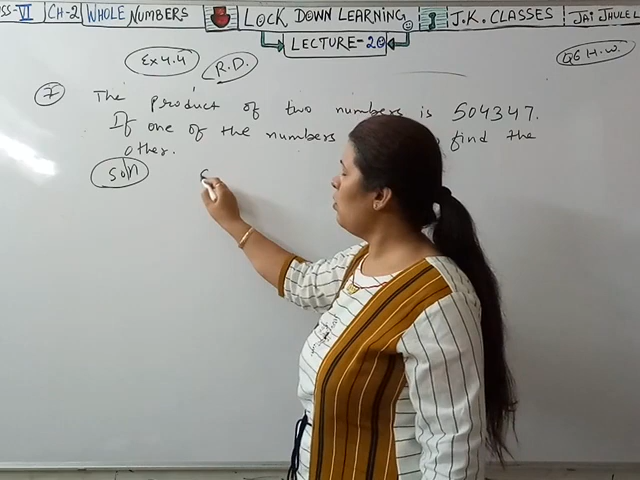 SS-VI CH-2 WHOLE NUMBERS LOCK DOWN LEARNING J.K. CLASSES JAI JHULEL
LECTURE-20
Ex 4.4 R.D. Q6 H.W.
7 The product of two numbers is 504347.
If one of the numbers find the
other.
Soln